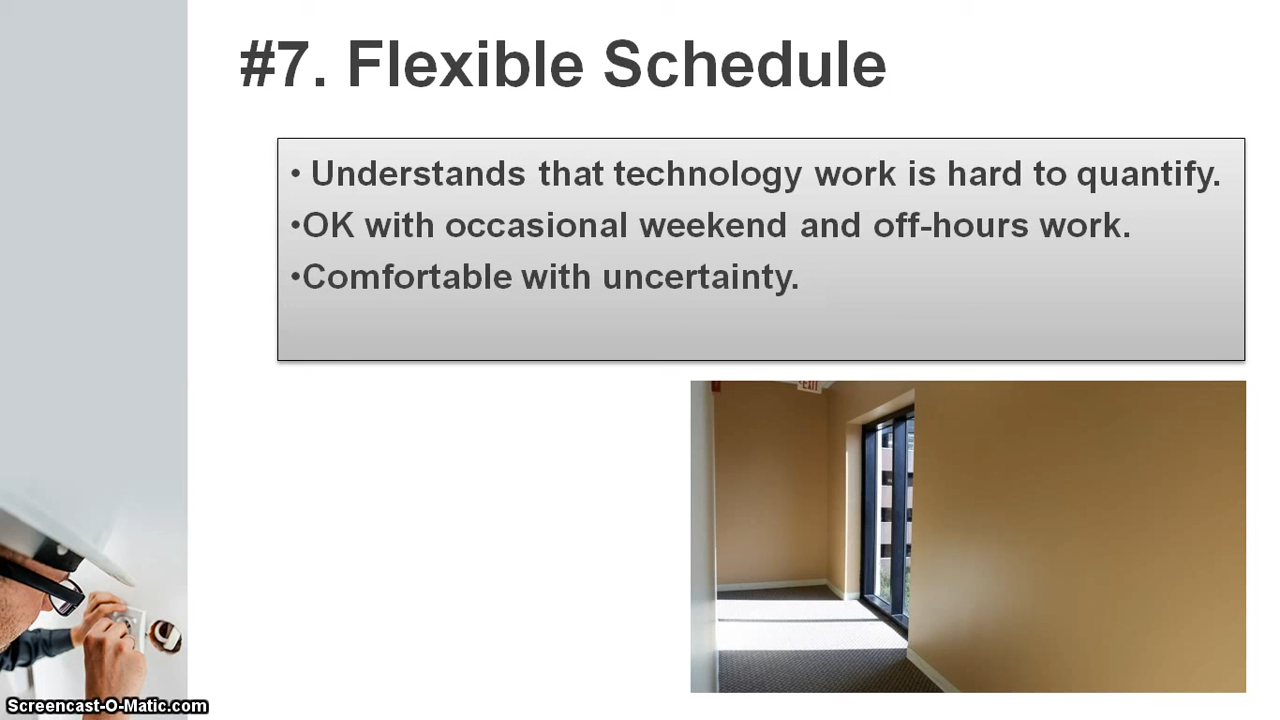 #7. Flexible Schedule
• Understands that technology work is hard to quantify.
•OK with occasional weekend and off-hours work.
•Comfortable with uncertainty.
EXIT
Screencast-O-Matic.com